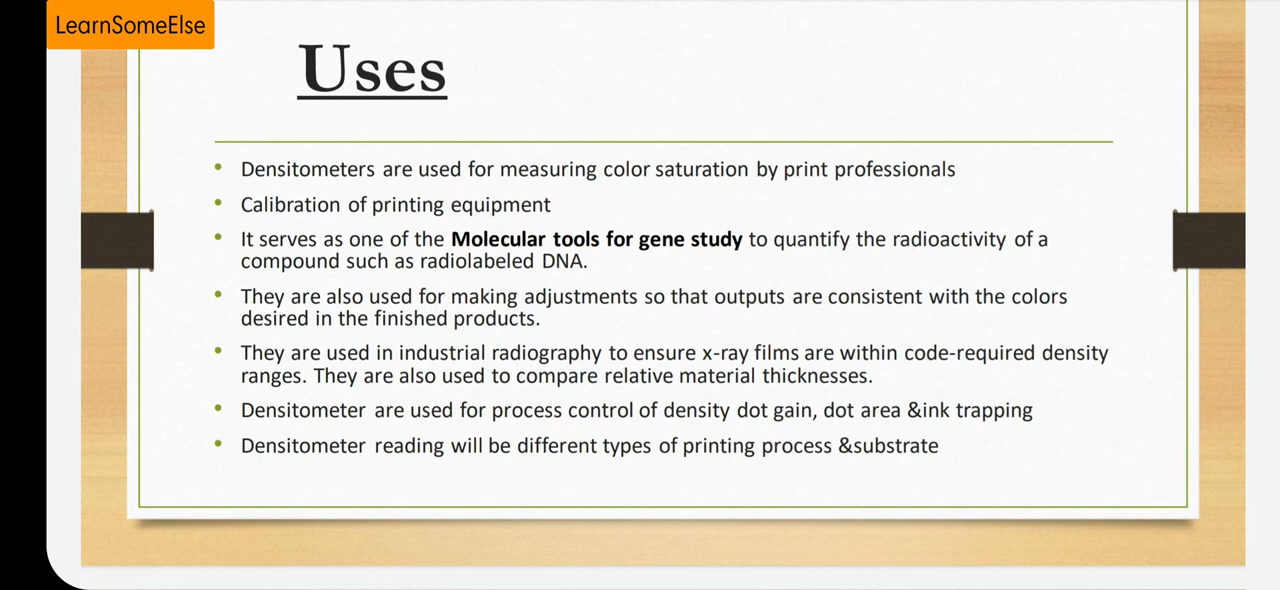 LearnSomeElse
Uses
• Densitometers are used for measuring color saturation by print professionals
• Calibration of printing equipment
• It serves as one of the Molecular tools for gene study to quantify the radioactivity of a
compound such as radiolabeled DNA.
• They are also used for making adjustments so that outputs are consistent with the colors
desired in the finished products.
• They are used in industrial radiography to ensure x-ray films are within code-required density
ranges. They are also used to compare relative material thicknesses.
• Densitometer are used for process control of density dot gain, dot area &ink trapping
• Densitometer reading will be different types of printing process &substrate